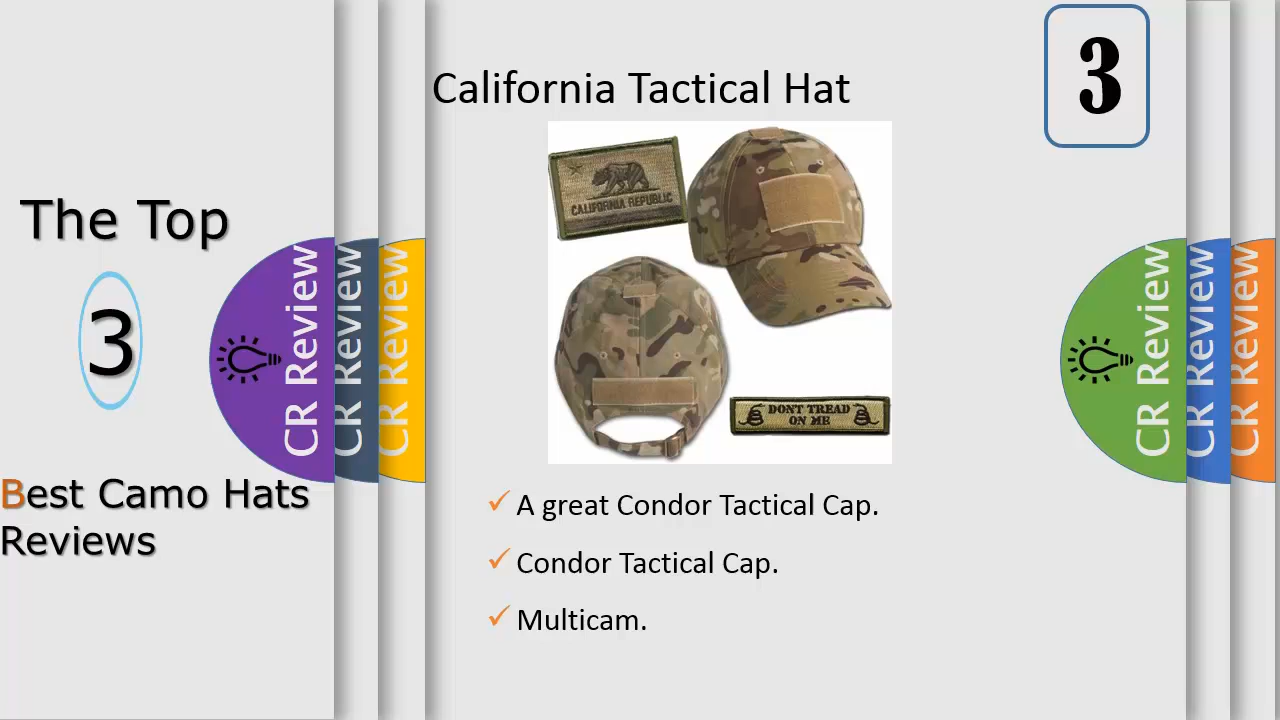 3
California Tactical Hat
CALIFORNIA REPUBLIC
The Top
3
CR Review
CR Review
CR Review
CR Review
CR Review
CR Review
DON'T TREAD
ON ME
Best Camo Hats
Reviews
A great Condor Tactical Cap.
Condor Tactical Cap.
Multicam.